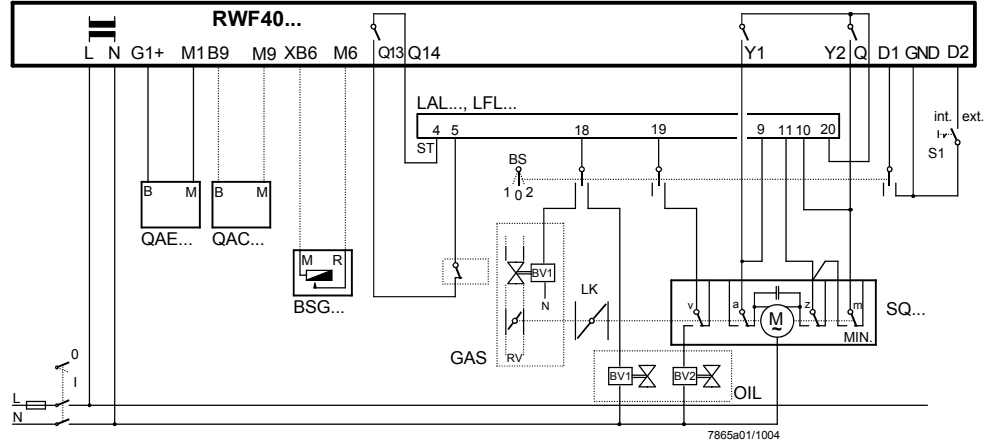 RWF40...
L N G1+ M1 B9 M9 XB6 M6 Q13 Q14 Y1 Y2 Q D1 GND D2
LAL..., LFL...
4 5 18 19 9 11 10 20
ST
int. ext.
S1
BS
1 0 2
B M
QAE...
B M
QAC...
M R
BSG...
BV1
N
RV
GAS
LK
v a M ~ z m
MIN.
SQ...
BV1 BV2
OIL
0
I
L
N
7865a01/1004